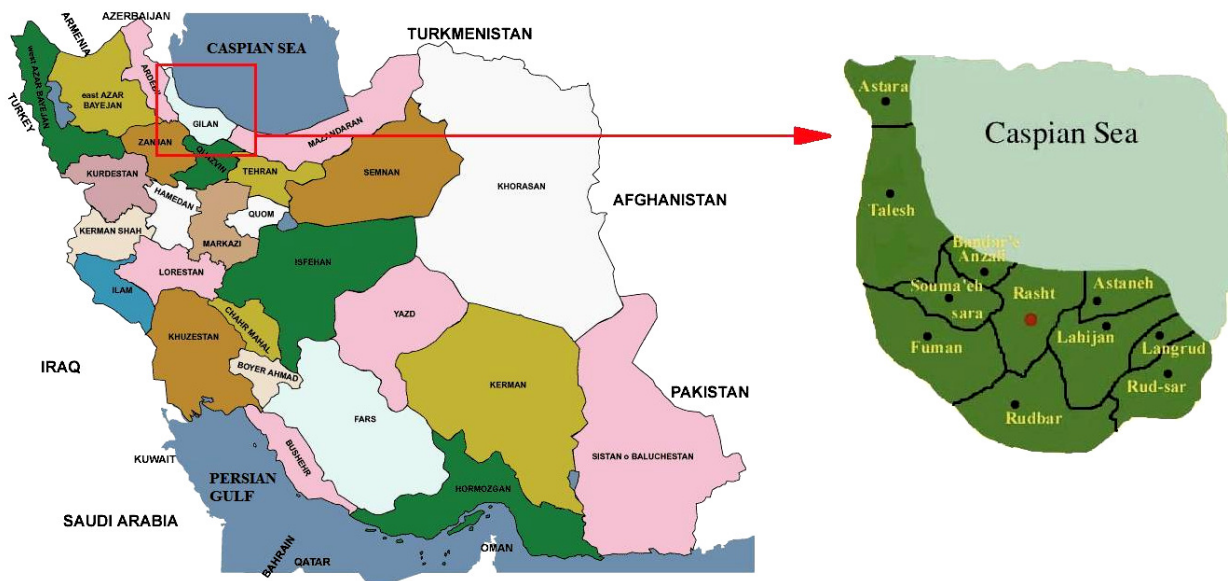 AZERBAIJAN
ARMENIA
CASPIAN SEA
TURKMENISTAN
west AZAR BAYEJAN
east AZAR
BAYEJAN
ARDEBIL
TURKEY
GILAN
MAZANDARAN
ZANJAN
QUAZVIN
TEHRAN
SEMNAN
KURDESTAN
HAMEDAN
KHORASAN
AFGHANISTAN
QUOM
KERMAN SHAH
MARKAZI
ISFEHAN
LORESTAN
ILAM
YAZD
CHAHR MAHAL
KHUZESTAN
IRAQ
BOYER AHMAD
KERMAN
PAKISTAN
FARS
BUSHEHR
SISTAN o BALUCHESTAN
KUWAIT
PERSIAN
GULF
HORMOZGAN
SAUDI ARABIA
BAHRAIN
QATAR
OMAN
Astara
Caspian Sea
Talesh
Bandar'e
Anzali
Souma'eh
sara
Rasht
Astaneh
Fuman
Lahijan
Langrud
Rud-sar
Rudbar